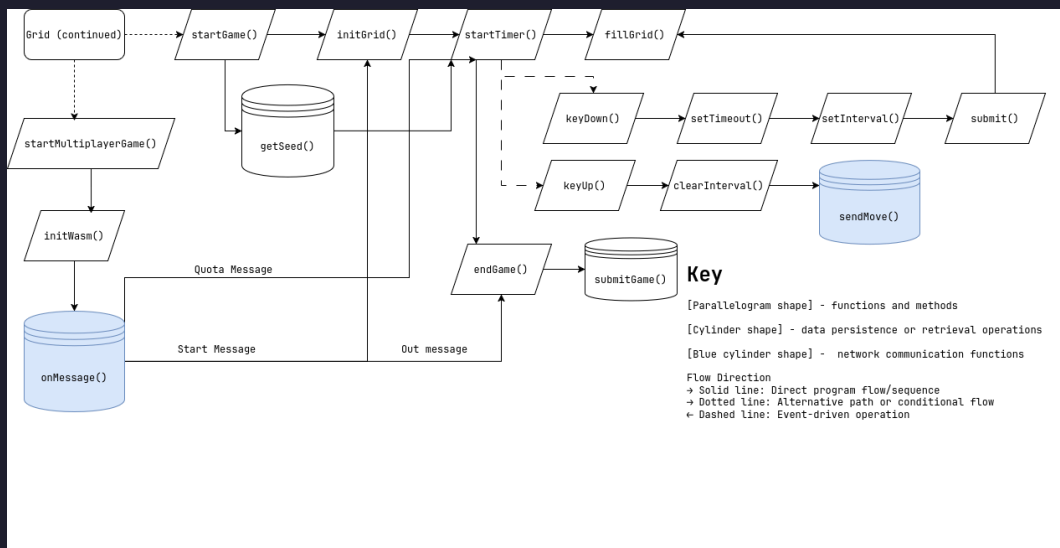 Grid (continued)
startGame()
initGrid()
startTimer()
fillGrid()
getSeed()
keyDown()
setTimeout()
setInterval()
submit()
startMultiplayerGame()
keyUp()
clearInterval()
sendMove()
initWasm()
endGame()
submitGame()
Quota Message
Start Message
Out message
onMessage()
Key
[Parallelogram shape] - functions and methods
[Cylinder shape] - data persistence or retrieval operations
[Blue cylinder shape] -  network communication functions
Flow Direction
→ Solid line: Direct program flow/sequence
→ Dotted line: Alternative path or conditional flow
← Dashed line: Event-driven operation